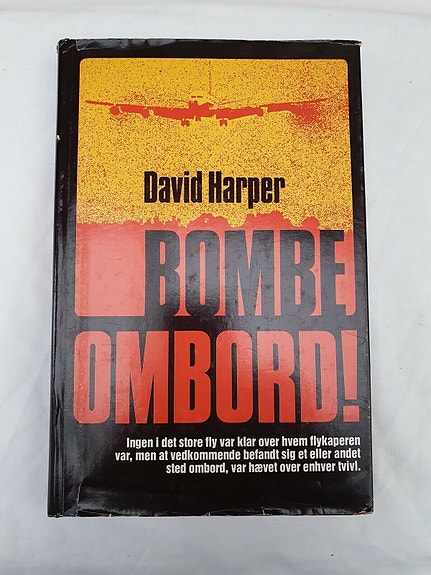 David Harper
BOMBE
OMBORD!
Ingen i det store fly var klar over hvem flykaperen
var, men at vedkommende befandt sig et eller andet
sted ombord, var hævet over enhver tvivl.